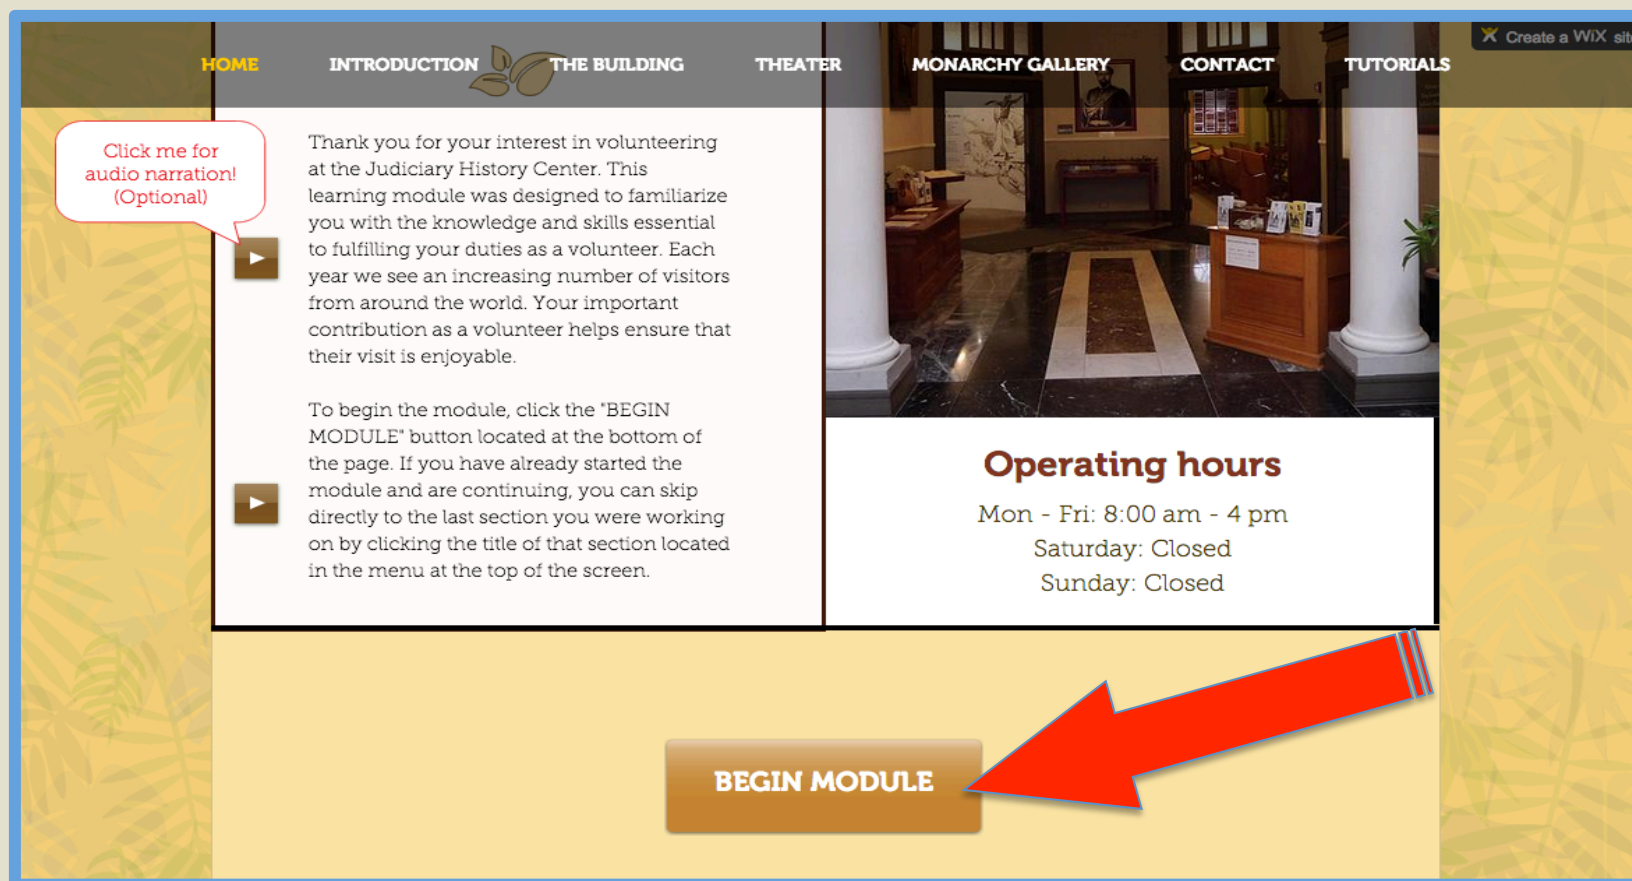 Create a WiX site
HOME INTRODUCTION THE BUILDING THEATER MONARCHY GALLERY CONTACT TUTORIALS
Click me for
audio narration!
(Optional)
Thank you for your interest in volunteering
at the Judiciary History Center. This
learning module was designed to familiarize
you with the knowledge and skills essential
to fulfilling your duties as a volunteer. Each
year we see an increasing number of visitors
from around the world. Your important
contribution as a volunteer helps ensure that
their visit is enjoyable.
To begin the module, click the "BEGIN
MODULE" button located at the bottom of
the page. If you have already started the
module and are continuing, you can skip
directly to the last section you were working
on by clicking the title of that section located
in the menu at the top of the screen.
Operating hours
Mon - Fri: 8:00 am - 4 pm
Saturday: Closed
Sunday: Closed
BEGIN MODULE